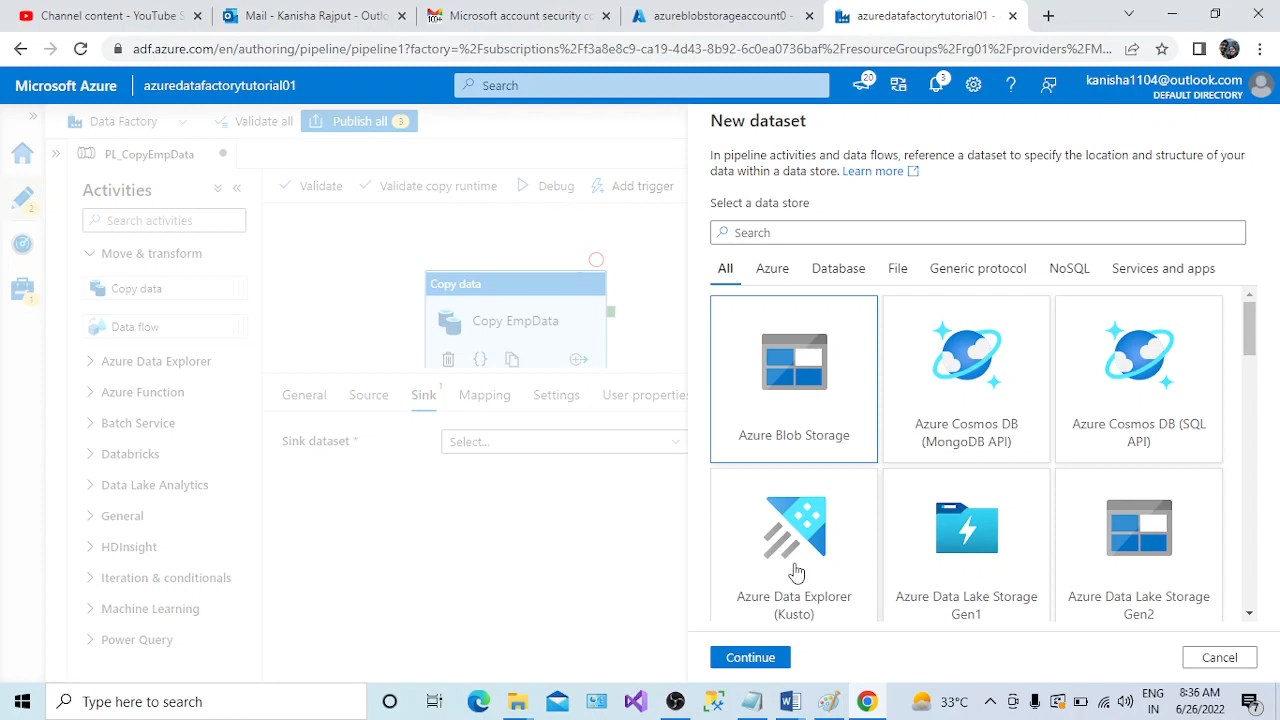 YouTube S
Mail - Kanisha Rajput - Outlo
Microsoft account security co
azureblobstorageaccount0 -
azuredatafactorytutorial01 -
adf.azure.com/en/authoring/pipeline/pipeline1?factory=%2Fsubscriptions%2Ff3a8e8c9-ca19-4d43-8b92-0c0ea0736baf%2FresourceGroups%2Frg01%2Fproviders%2FM...
Microsoft Azure
azuredatafactorytutorial01
Search
20
3
kanisha1104@outlook.com
DEFAULT DIRECTORY
Data Factory
Validate all
Publish all 3
New dataset
PL_CopyEmpData
In pipeline activities and data flows, reference a dataset to specify the location and structure of your
data within a data store. Learn more
Activities
Validate
Validate copy runtime
Debug
Add trigger
Select a data store
Search activities
Search
2
Move & transform
All
Azure
Database
File
Generic protocol
NoSQL
Services and apps
Copy data
Copy data
Copy EmpData
1
Data flow
Azure Data Explorer
Azure Function
Batch Service
Databricks
Data Lake Analytics
General
HDInsight
Iteration & conditionals
Machine Learning
Power Query
General
Source
Sink 1
Mapping
Settings
User properties
Sink dataset *
Select...
Azure Blob Storage
Azure Cosmos DB
(MongoDB API)
Azure Cosmos DB (SQL
API)
Azure Data Explorer
(Kusto)
Azure Data Lake Storage
Gen1
Azure Data Lake Storage
Gen2
Continue
Cancel
Type here to search
33°C
ENG
IN
8:36 AM
6/26/2022
7